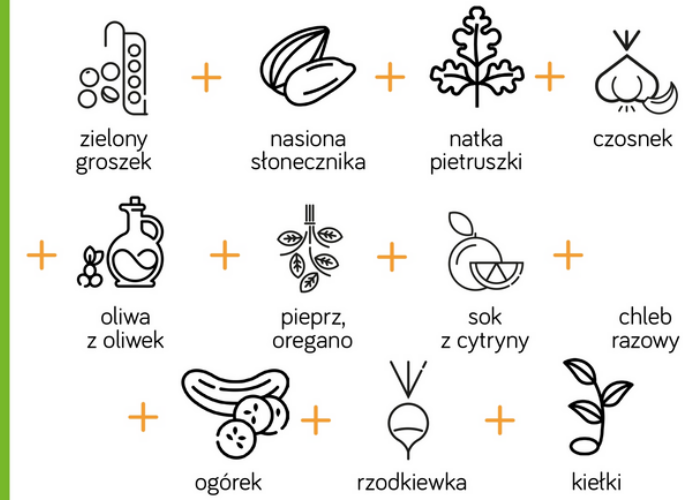 zielony
groszek
nasiona
słonecznika
natka
pietruszki
czosnek
oliwa
z oliwek
pieprz,
oregano
sok
z cytryny
chleb
razowy
ogórek
rzodkiewka
kiełki